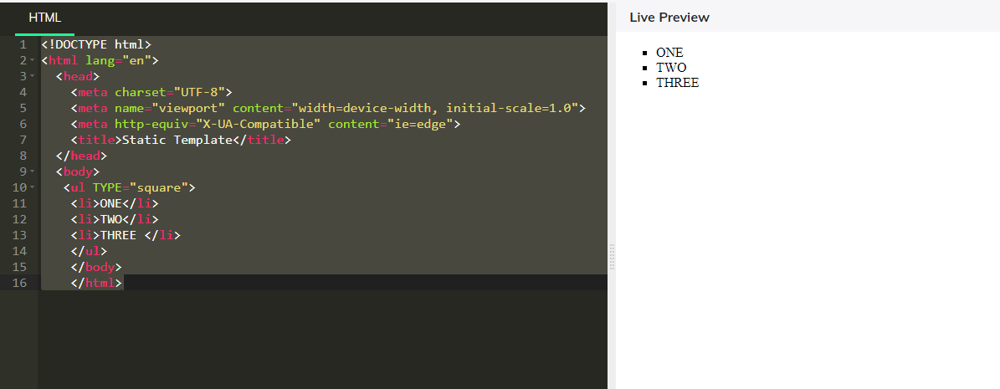 HTML
1 <!DOCTYPE html>
2 <html lang="en">
3 <head>
4 <meta charset="UTF-8">
5 <meta name="viewport" content="width=device-width, initial-scale=1.0">
6 <meta http-equiv="X-UA-Compatible" content="ie=edge">
7 <title>Static Template</title>
8 </head>
9 <body>
10 <ul TYPE="square">
11 <li>ONE</li>
12 <li>TWO</li>
13 <li>THREE </li>
14 </ul>
15 </body>
16 </html>
Live Preview
▪ ONE
▪ TWO
▪ THREE